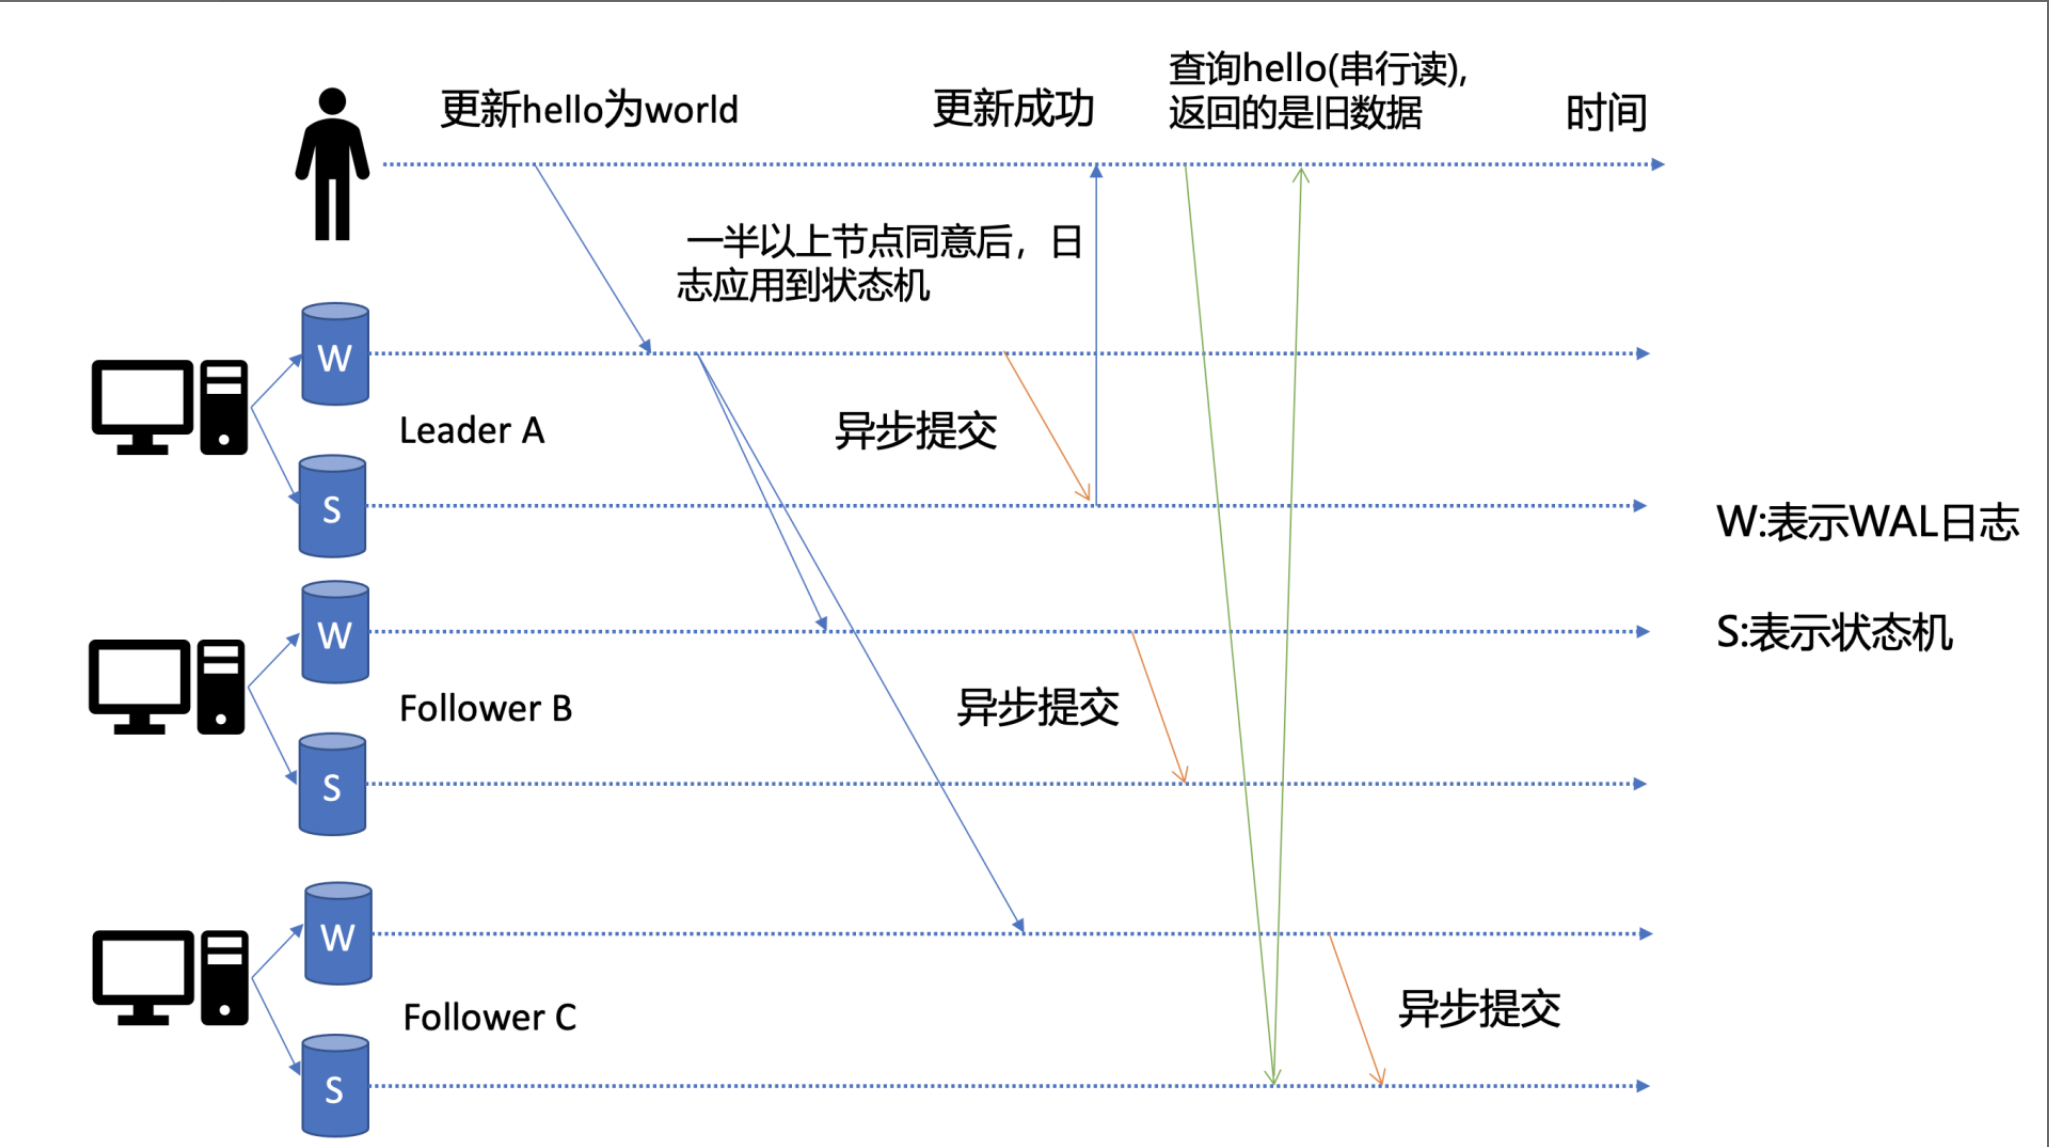 查询hello(串行读),
更新hello为world
更新成功
返回的是旧数据
时间
一半以上节点同意后，日
志应用到状态机
W
Leader A
异步提交
S
W:表示WAL日志
W
S:表示状态机
Follower B
异步提交
S
W
Follower C
异步提交
S